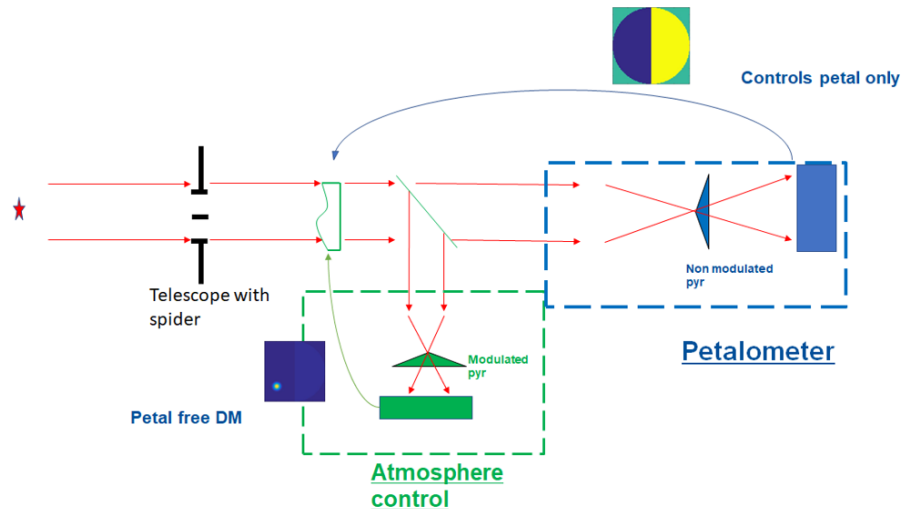 Controls petal only
Telescope with
spider
Non modulated
pyr
Petalometer
Modulated
pyr
Petal free DM
Atmosphere
control